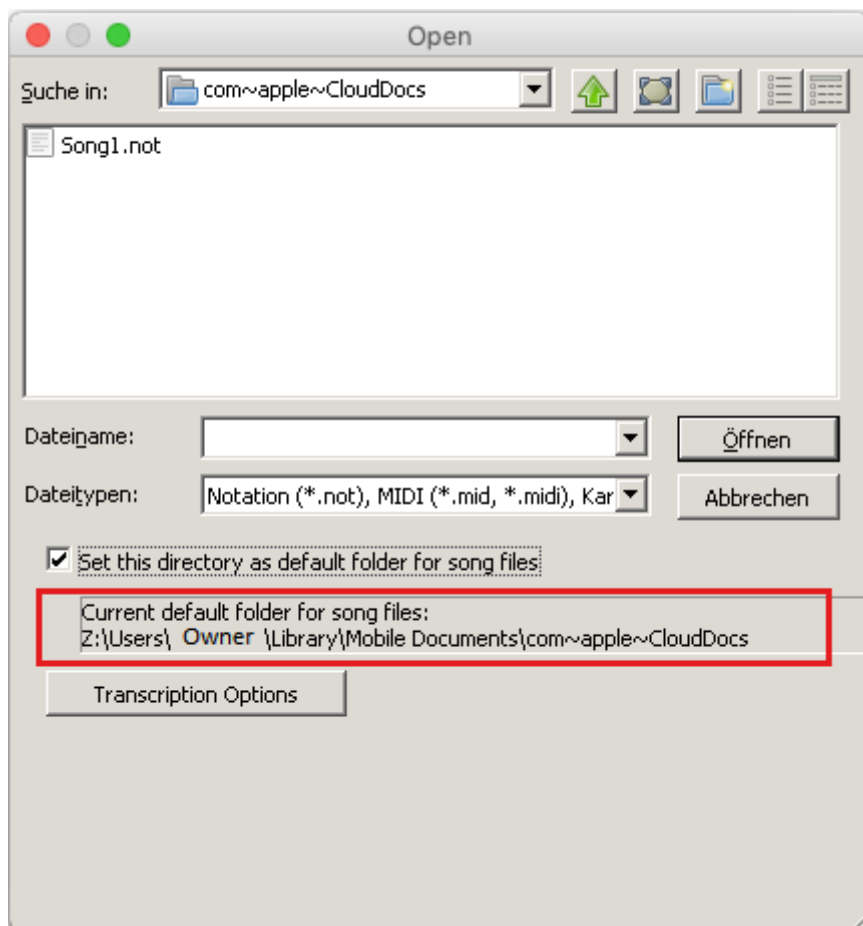 Open
Suche in: com~apple~CloudDocs
Song1.not
Dateiname:
Öffnen
Dateitypen: Notation (*.not), MIDI (*.mid, *.midi), Kar
Abbrechen
Set this directory as default folder for song files
Current default folder for song files:
Z:\Users\ Owner \Library\Mobile Documents\com~apple~CloudDocs
Transcription Options